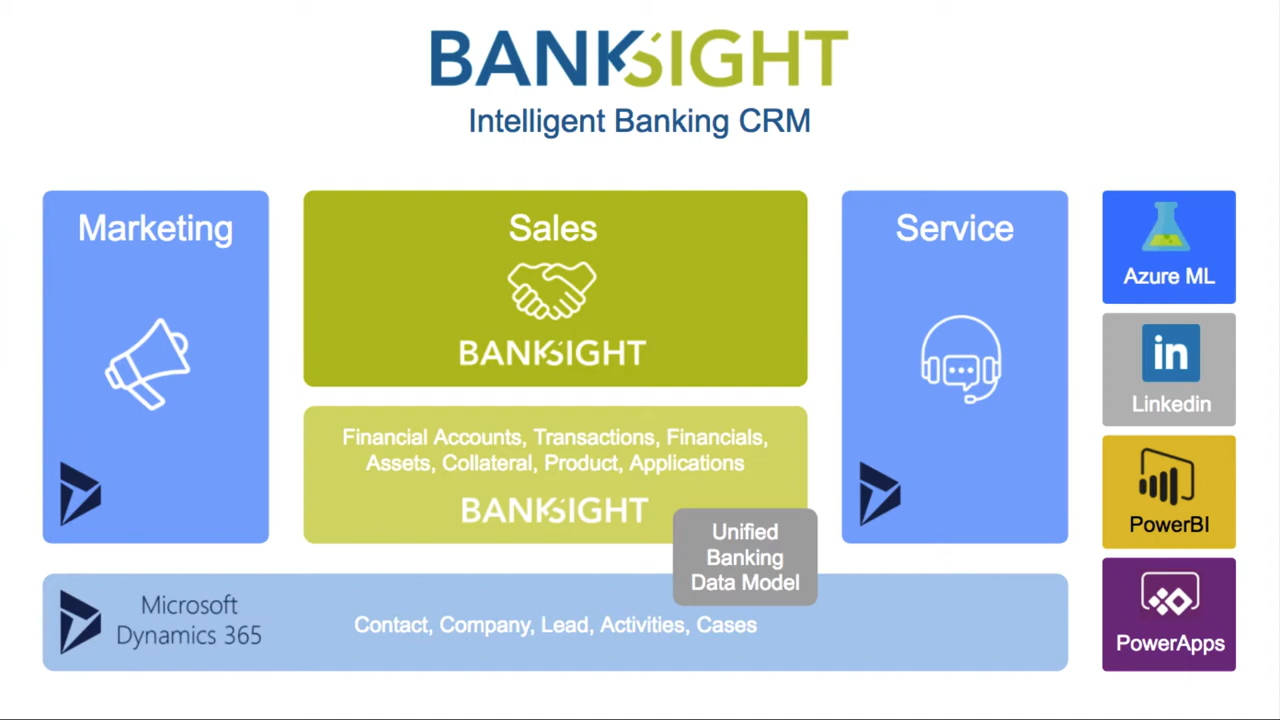 BANKSIGHT
Intelligent Banking CRM
Marketing
Sales
BANKSIGHT
Financial Accounts, Transactions, Financials,
Assets, Collateral, Product, Applications
BANKSIGHT
Service
Unified
Banking
Data Model
Microsoft
Dynamics 365
Contact, Company, Lead, Activities, Cases
Azure ML
in
Linkedin
PowerBI
PowerApps